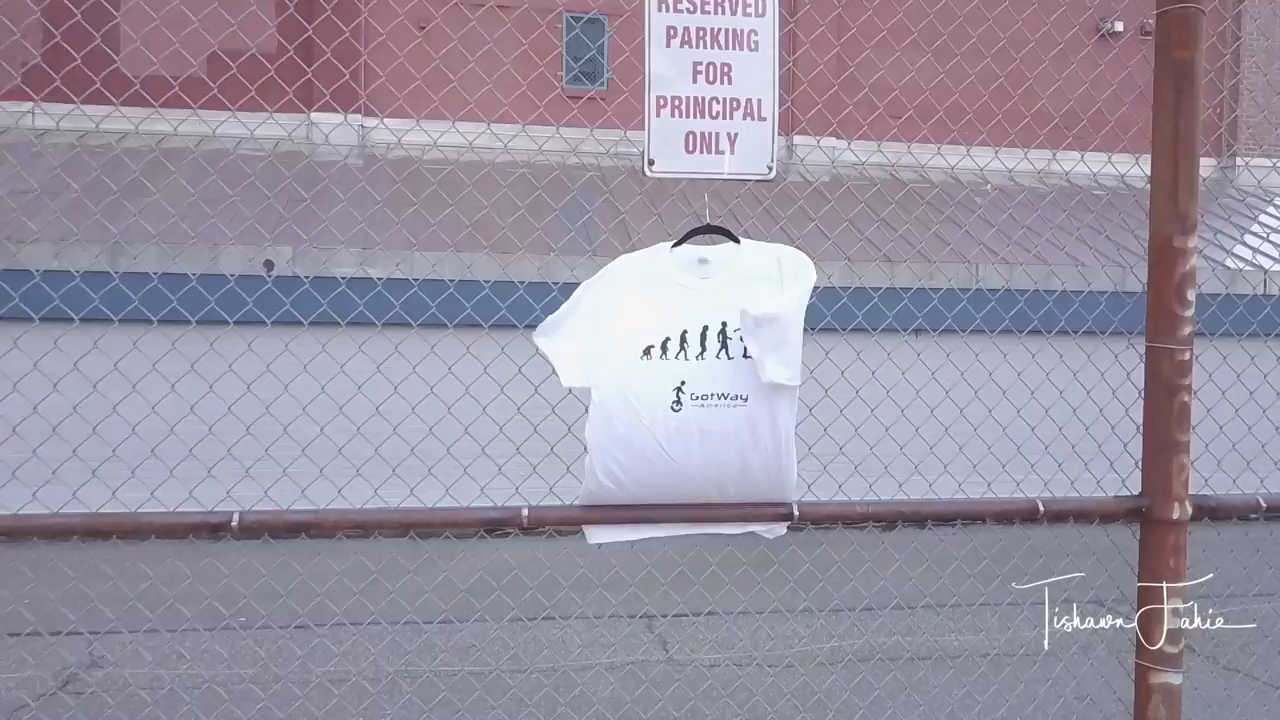 RESERVED
PARKING
FOR
PRINCIPAL
ONLY
GotWay
America
Tishawn Fahie